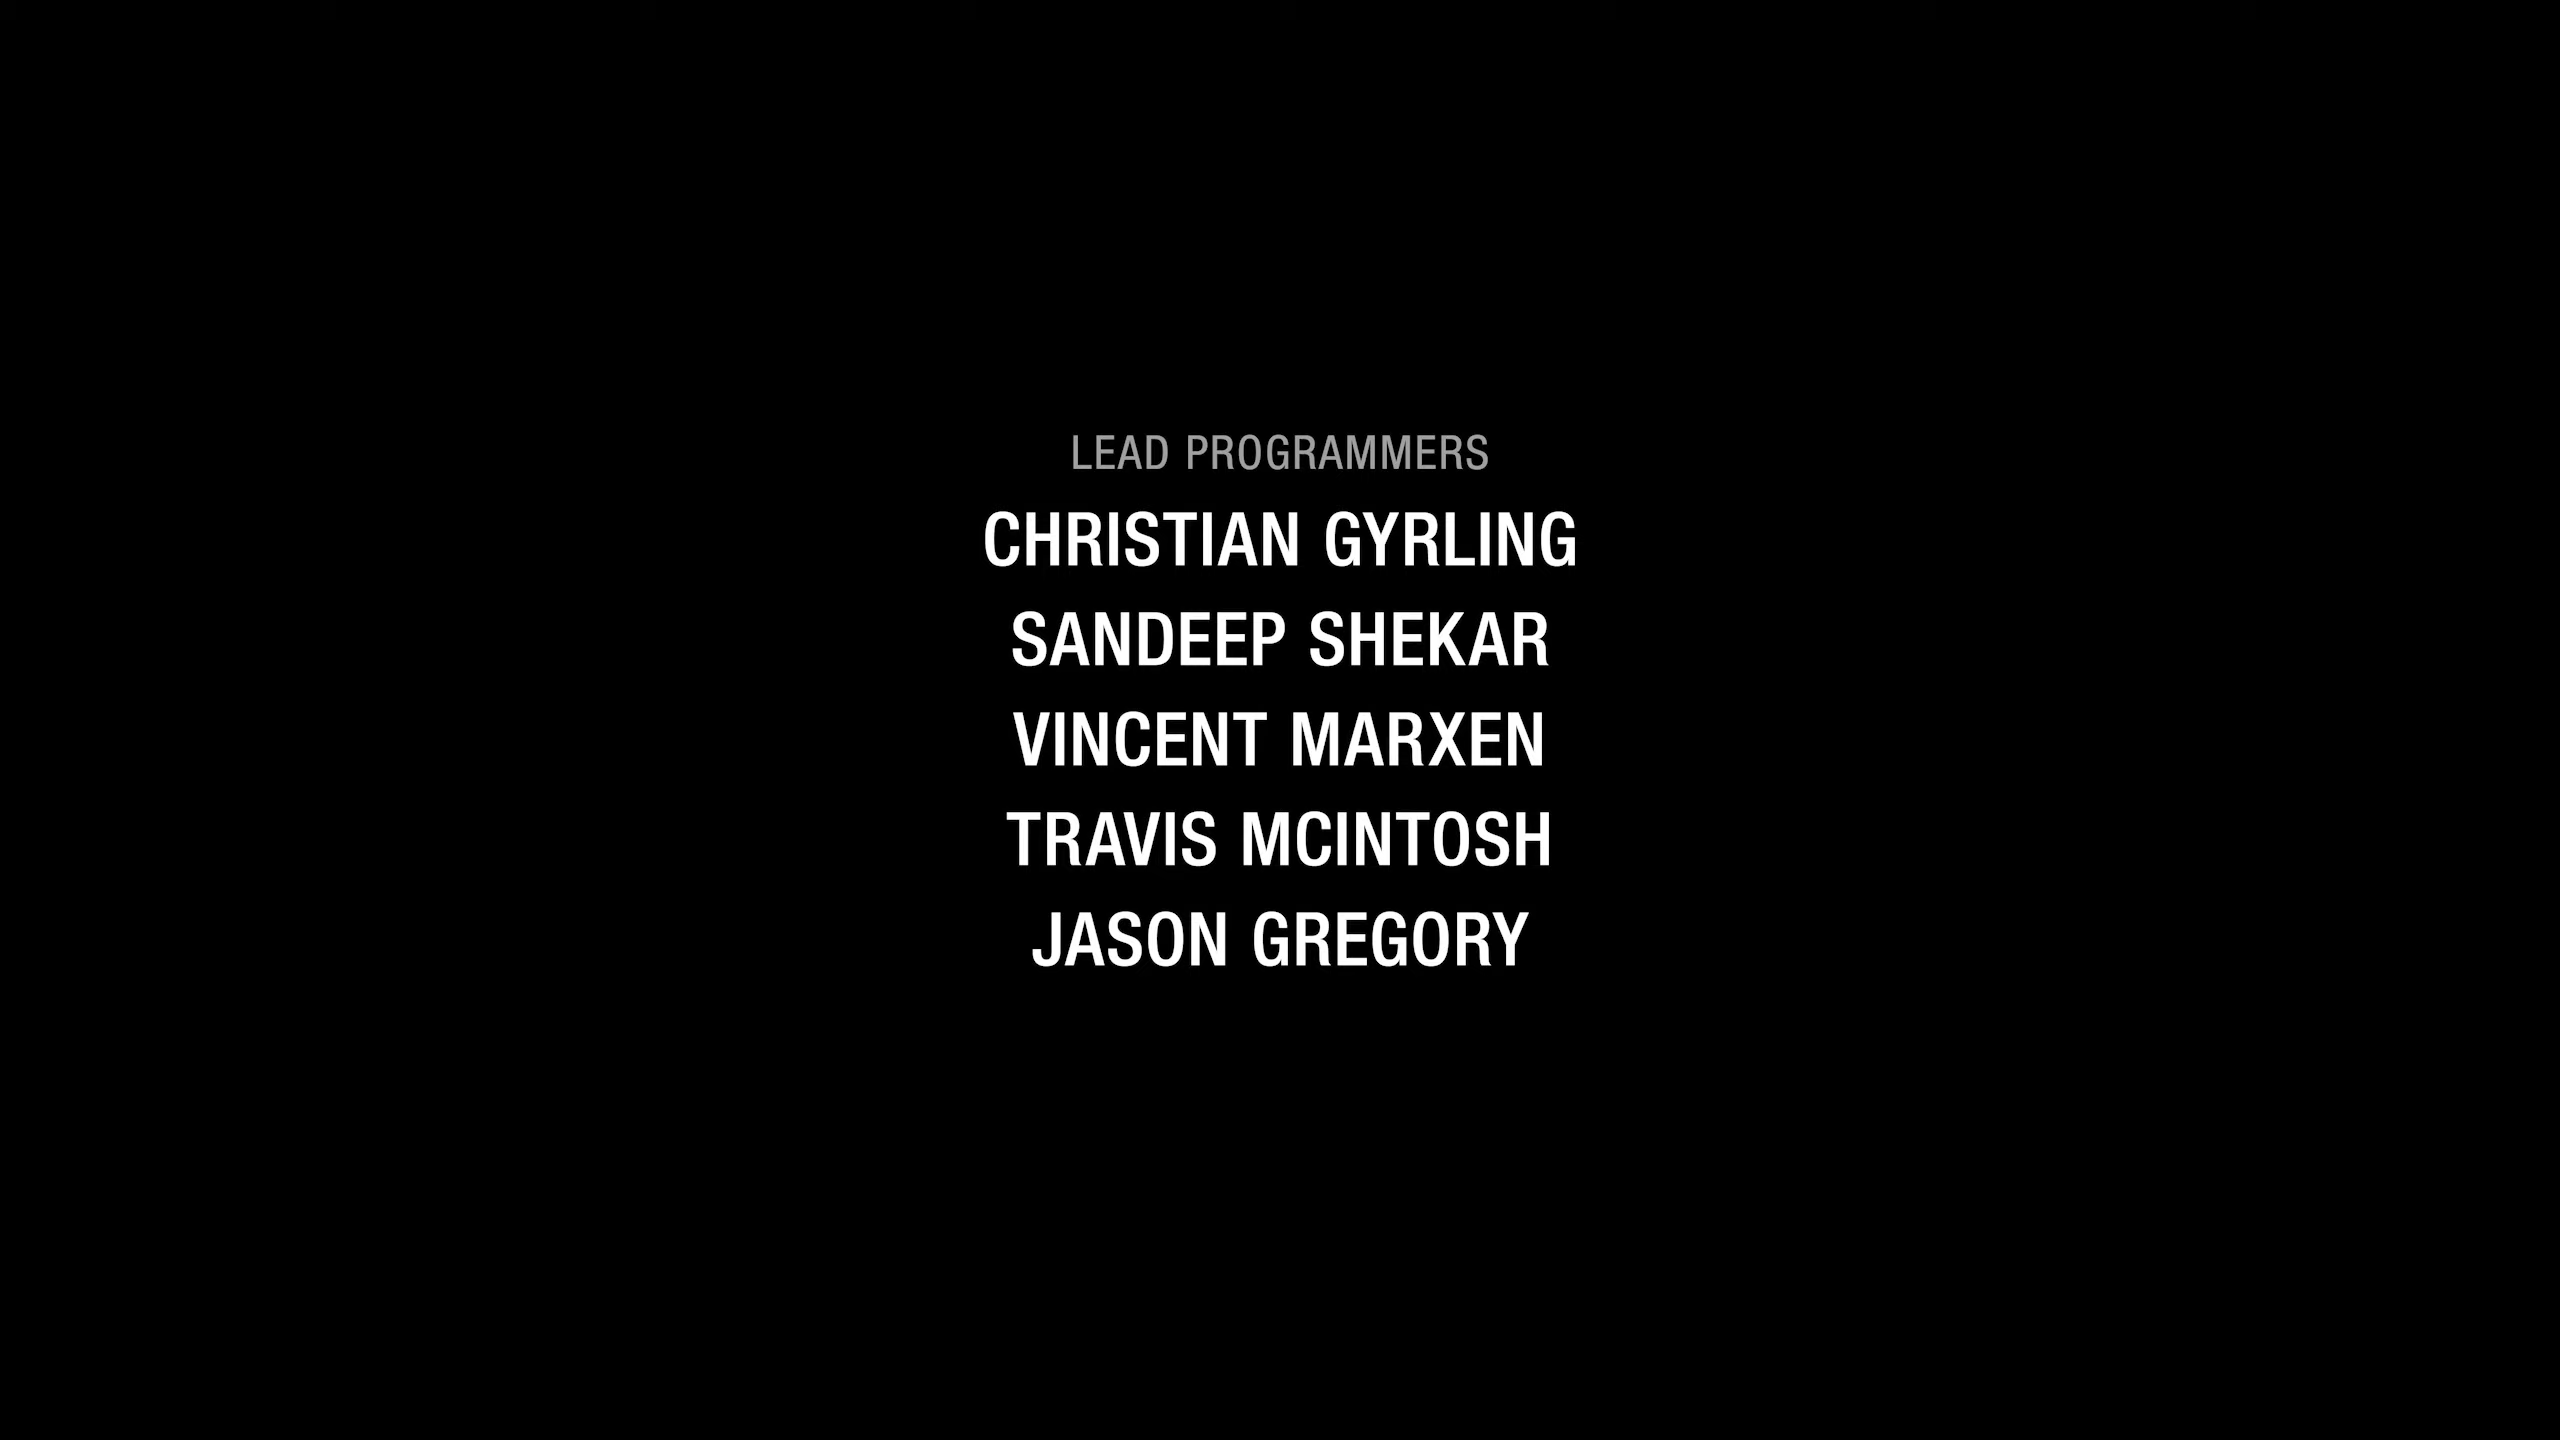 LEAD PROGRAMMERS
CHRISTIAN GYRLING
SANDEEP SHEKAR
VINCENT MARXEN
TRAVIS MCINTOSH
JASON GREGORY